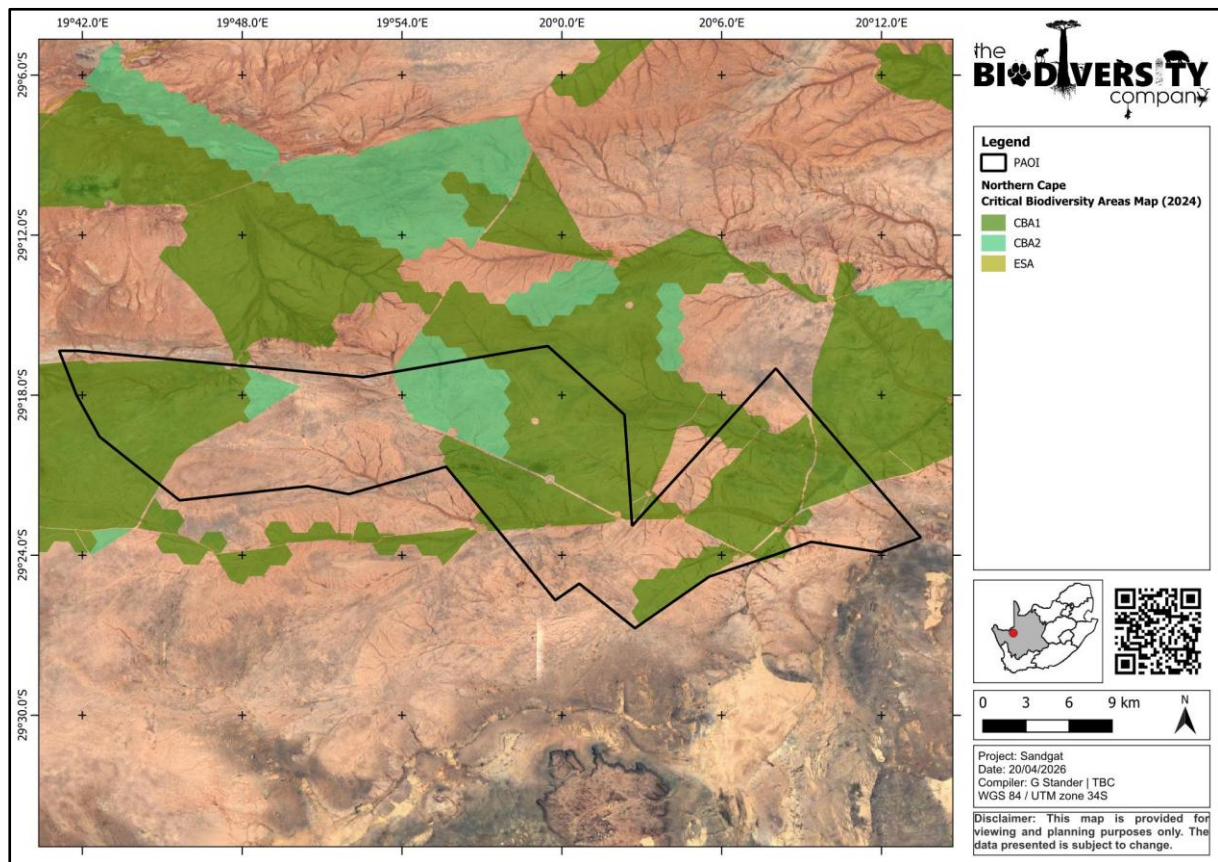 19°42.0'E 19°48.0'E 19°54.0'E 20°0.0'E 20°6.0'E 20°12.0'E
29°6.0'S
29°12.0'S
29°18.0'S
29°24.0'S
29°30.0'S
the
BIODIVERSITY
company
Legend
PAOI
Northern Cape
Critical Biodiversity Areas Map (2024)
CBA1
CBA2
ESA
0 3 6 9 km
N
Project: Sandgat
Date: 20/04/2026
Compiler: G Stander | TBC
WGS 84 / UTM zone 34S
Disclaimer: This map is provided for
viewing and planning purposes only. The
data presented is subject to change.